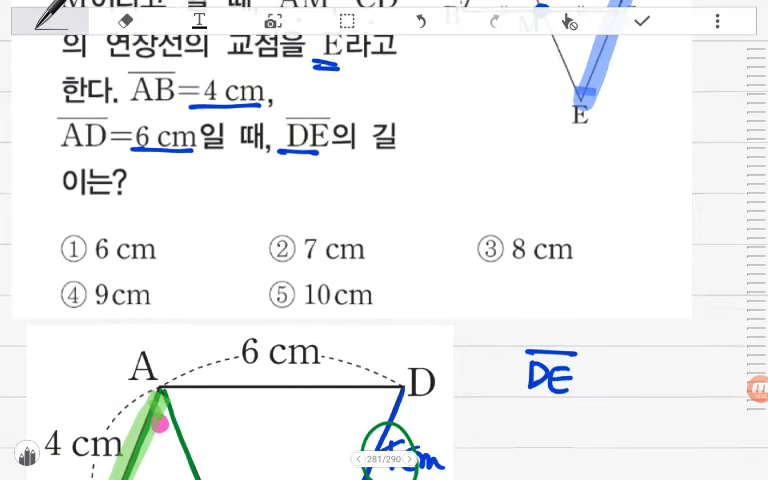 의 연장선의 교점을 E라고
한다. AB=4 cm,
AD=6 cm일 때, DE의 길
이는?
① 6 cm
② 7 cm
③ 8 cm
④ 9cm
⑤ 10cm
E
A
6 cm
D
4 cm
DE
281/290